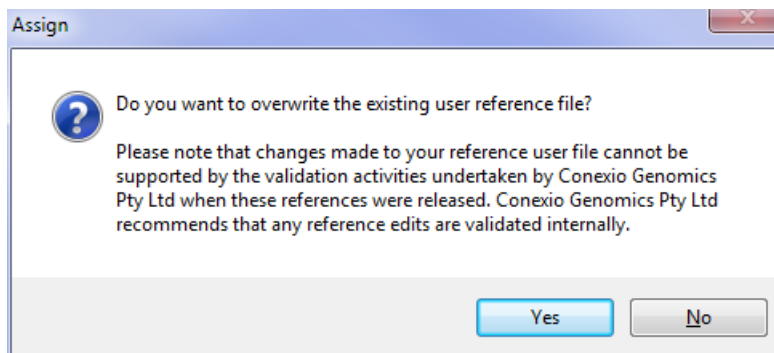 Assign
Do you want to overwrite the existing user reference file?
Please note that changes made to your reference user file cannot be
supported by the validation activities undertaken by Conexio Genomics
Pty Ltd when these references were released. Conexio Genomics Pty Ltd
recommends that any reference edits are validated internally.
Yes
No